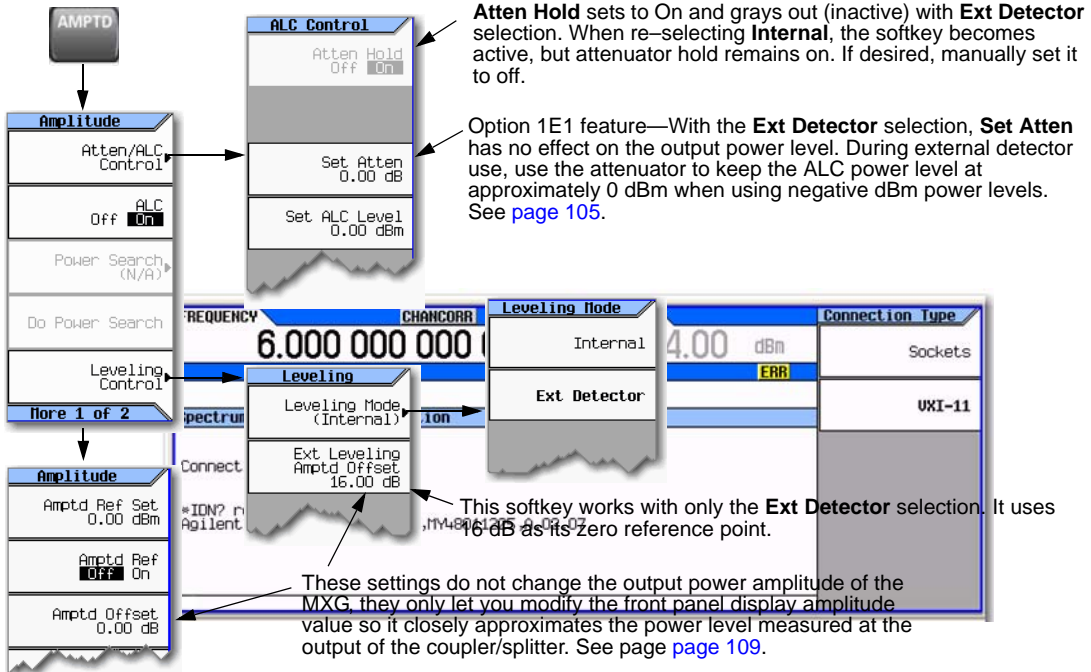 AMPTD
ALC Control
Atten Hold
Off On
Set Atten
0.00 dB
Set ALC Level
0.00 dBm
Atten Hold sets to On and grays out (inactive) with Ext Detector
selection. When re–selecting Internal, the softkey becomes
active, but attenuator hold remains on. If desired, manually set it
to off.
Option 1E1 feature—With the Ext Detector selection, Set Atten
has no effect on the output power level. During external detector
use, use the attenuator to keep the ALC power level at
approximately 0 dBm when using negative dBm power levels.
See page 105.
Amplitude
Atten/ALC
Control
ALC
Off On
Power Search
(N/A)
Do Power Search
Leveling
Control
More 1 of 2
FREQUENCY
CHANCORR
6.000 000 000
4.00 dBm
ERR
Leveling Mode
Internal
Ext Detector
Connection Type
Sockets
VXI-11
Leveling
Leveling Mode
(Internal)
Ext Leveling
Amptd Offset
16.00 dB
Spectrum
ion
Connect
*IDN?
Agilent
Amplitude
Amptd Ref Set
0.00 dBm
Amptd Ref
Off On
Amptd Offset
0.00 dB
This softkey works with only the Ext Detector selection. It uses
16 dB as its zero reference point.
These settings do not change the output power amplitude of the
MXG, they only let you modify the front panel display amplitude
value so it closely approximates the power level measured at the
output of the coupler/splitter. See page page 109.